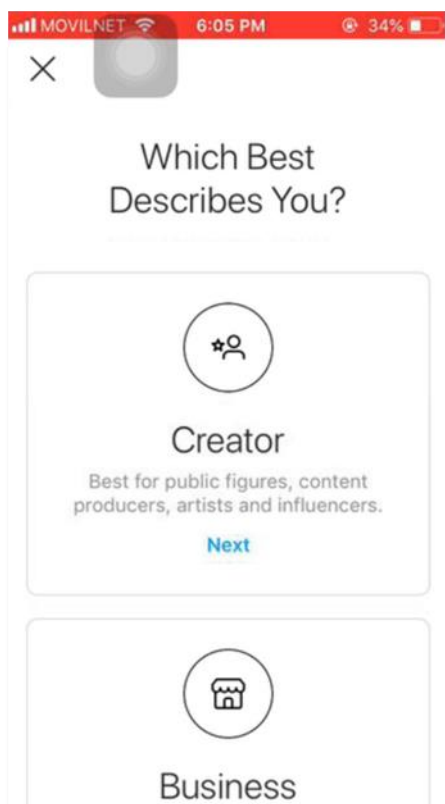 MOVILNET 6:05 PM 34%
Which Best
Describes You?
Creator
Best for public figures, content
producers, artists and influencers.
Next
Business